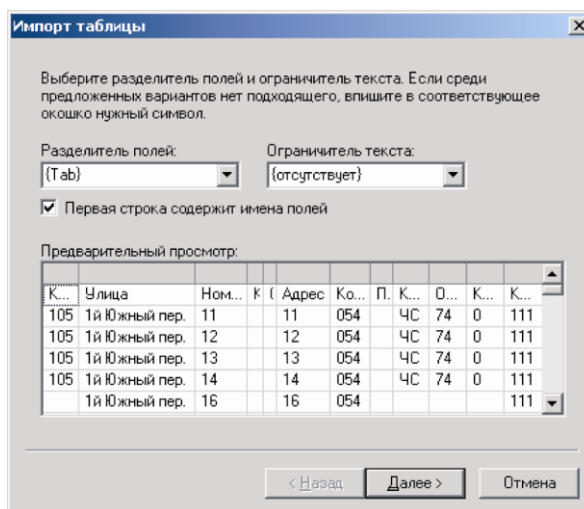 Импорт таблицы
Выберите разделитель полей и ограничитель текста. Если среди
предложенных вариантов нет подходящего, впишите в соответствующее
окошко нужный символ.
Разделитель полей: Ограничитель текста:
{Tab} {отсутствует}
Первая строка содержит имена полей
Предварительный просмотр:
К... Улица Ном... К ( Адрес Ко... П. К... О... К... К...
105 1й Южный пер. 11 11 054 ЧС 74 0 111
105 1й Южный пер. 12 12 054 ЧС 74 0 111
105 1й Южный пер. 13 13 054 ЧС 74 0 111
105 1й Южный пер. 14 14 054 ЧС 74 0 111
1й Южный пер. 16 16 054 111
< Назад Далее > Отмена